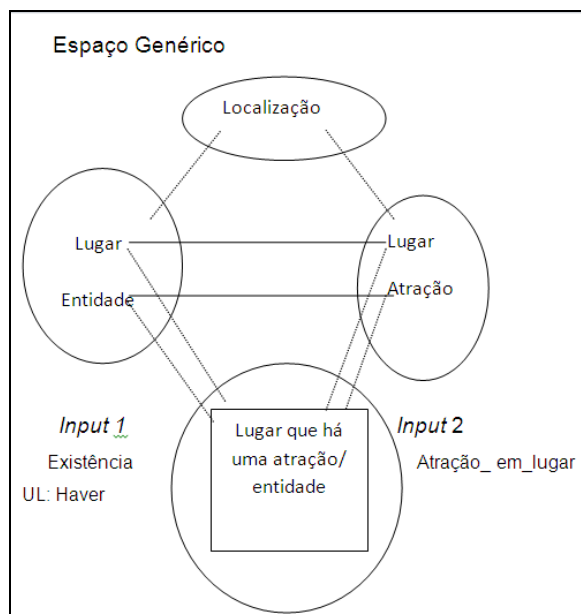 Espaço Genérico
Localização
Lugar
Lugar
Entidade
Atração
Input 1
Existência
UL: Haver
Lugar que há
uma atração/
entidade
Input 2
Atração_ em_lugar